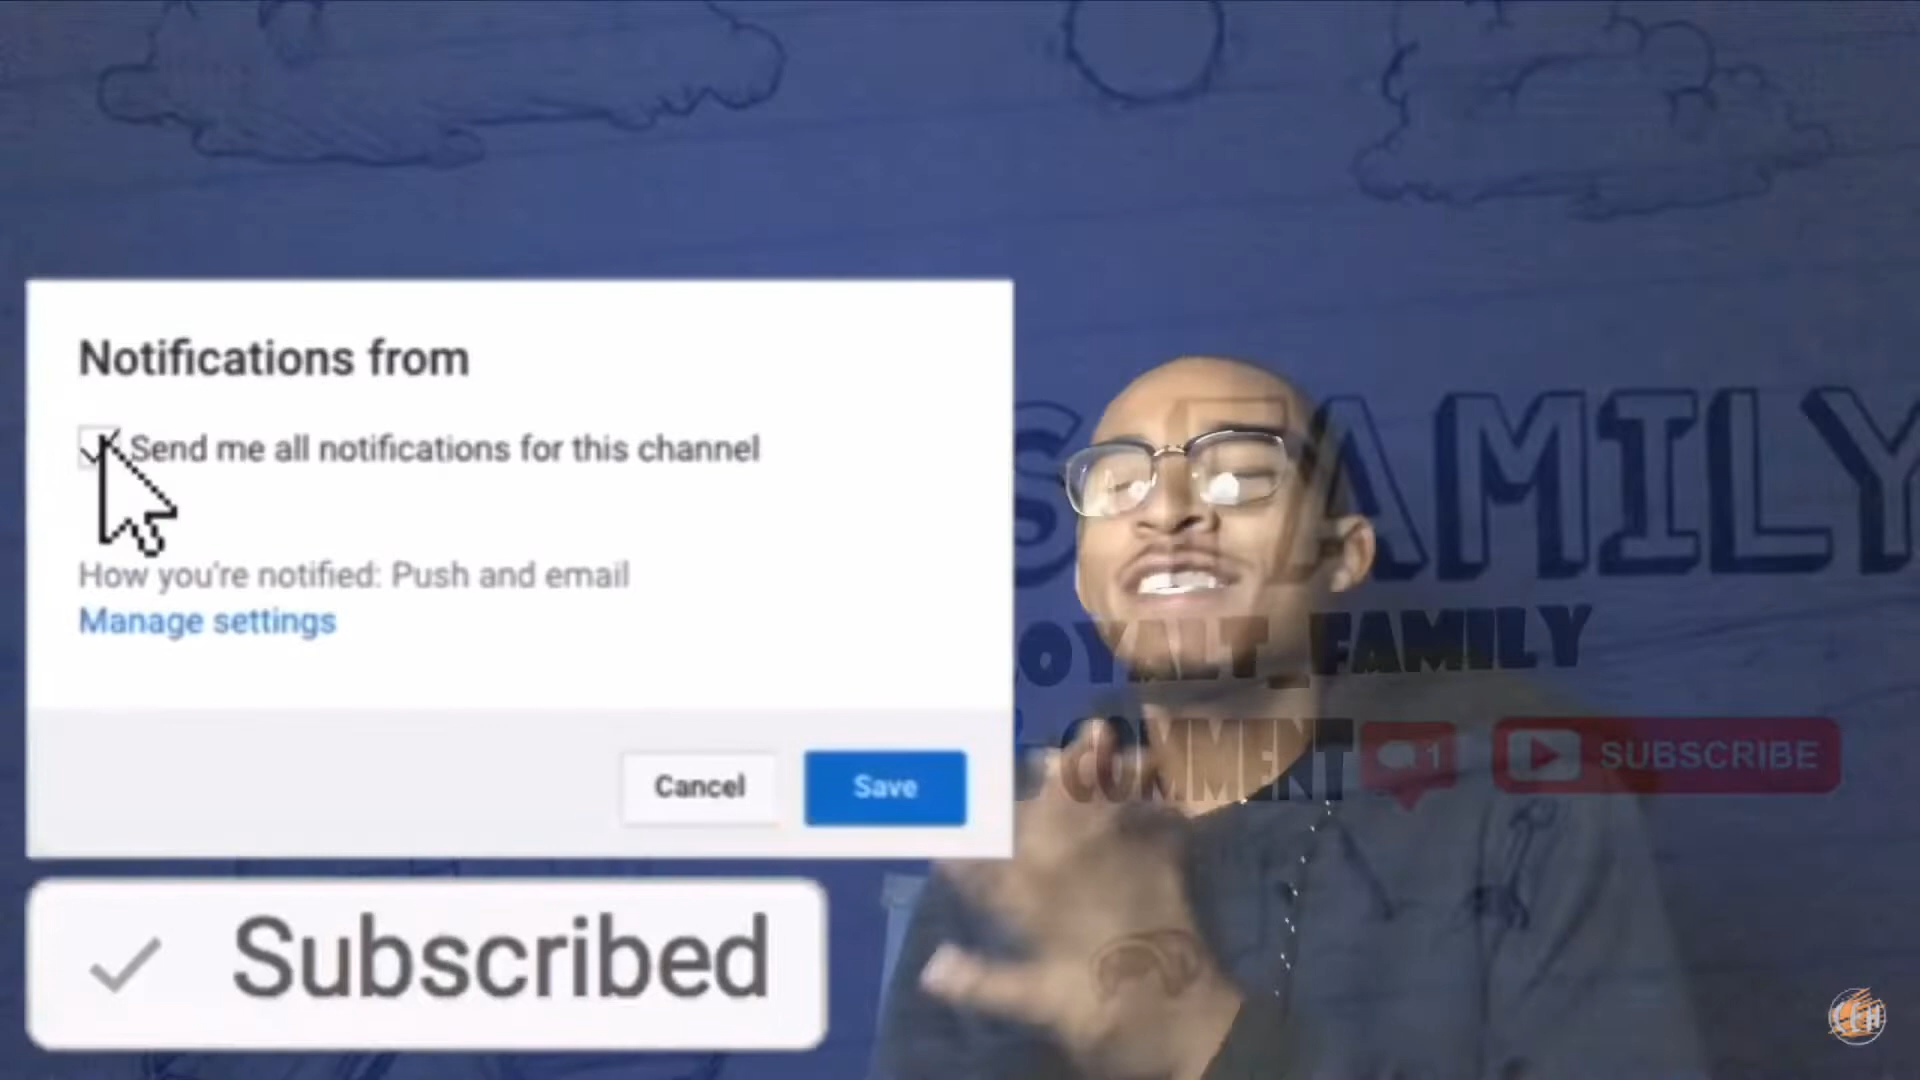 Notifications from
Send me all notifications for this channel
How you're notified: Push and email
Manage settings
Cancel
Save
Subscribed
S FAMILY
OYALT_FAMILY
COMMENT
1
SUBSCRIBE